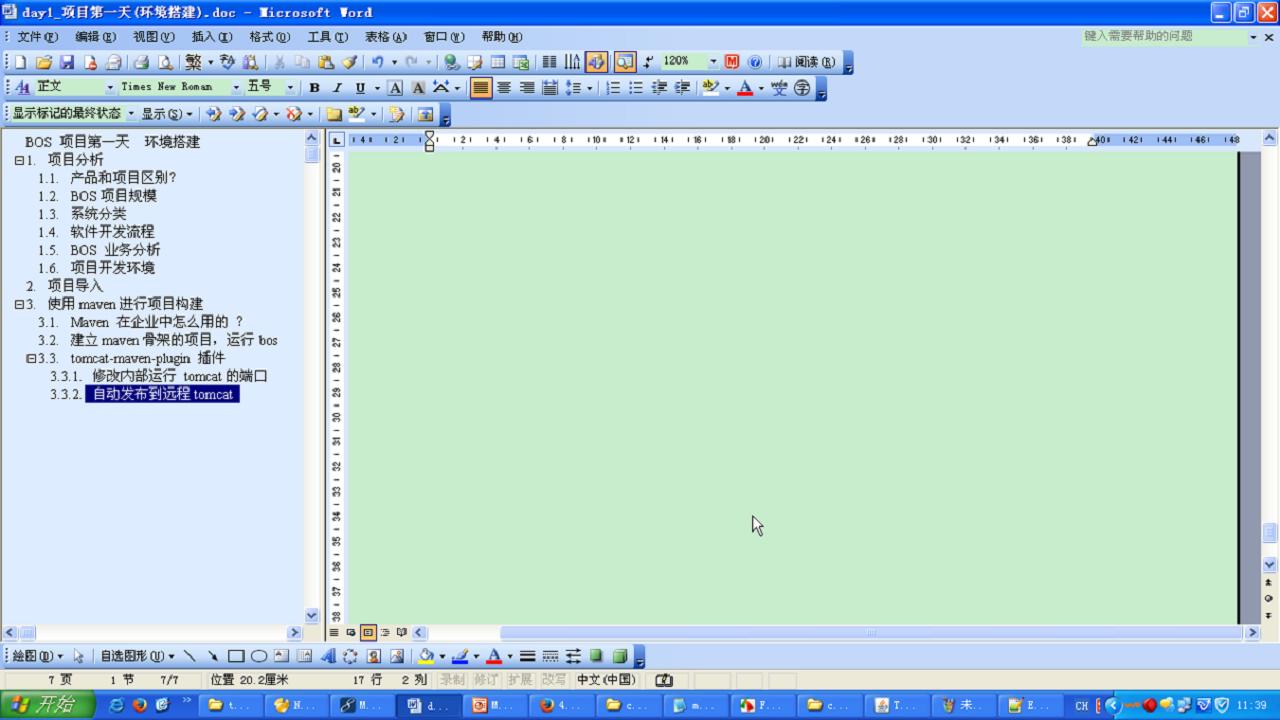 day1_项目第一天(环境搭建).doc - Microsoft Word
文件(F) 编辑(E) 视图(V) 插入(I) 格式(O) 工具(T) 表格(A) 窗口(W) 帮助(H) 键入需要帮助的问题
繁 120% 阅读(R)
正文 Times New Roman 五号 B I U A A
显示标记的最终状态 显示(S)
BOS 项目第一天 环境搭建
1. 项目分析
1.1. 产品和项目区别?
1.2. BOS 项目规模
1.3. 系统分类
1.4. 软件开发流程
1.5. BOS 业务分析
1.6. 项目开发环境
2. 项目导入
3. 使用 maven 进行项目构建
3.1. Maven 在企业中怎么用的 ?
3.2. 建立 maven 骨架的项目，运行 bos
3.3. tomcat-maven-plugin 插件
3.3.1. 修改内部运行 tomcat 的端口
3.3.2. 自动发布到远程 tomcat
绘图(D) 自选图形(U)
7 页 1 节 7/7 位置 20.2厘米 17 行 2 列 录制 修订 扩展 改写 中文(中国)
开始 t... N... M... d... M... 4... c... m... F... c... T... 未... E... CH 11:39